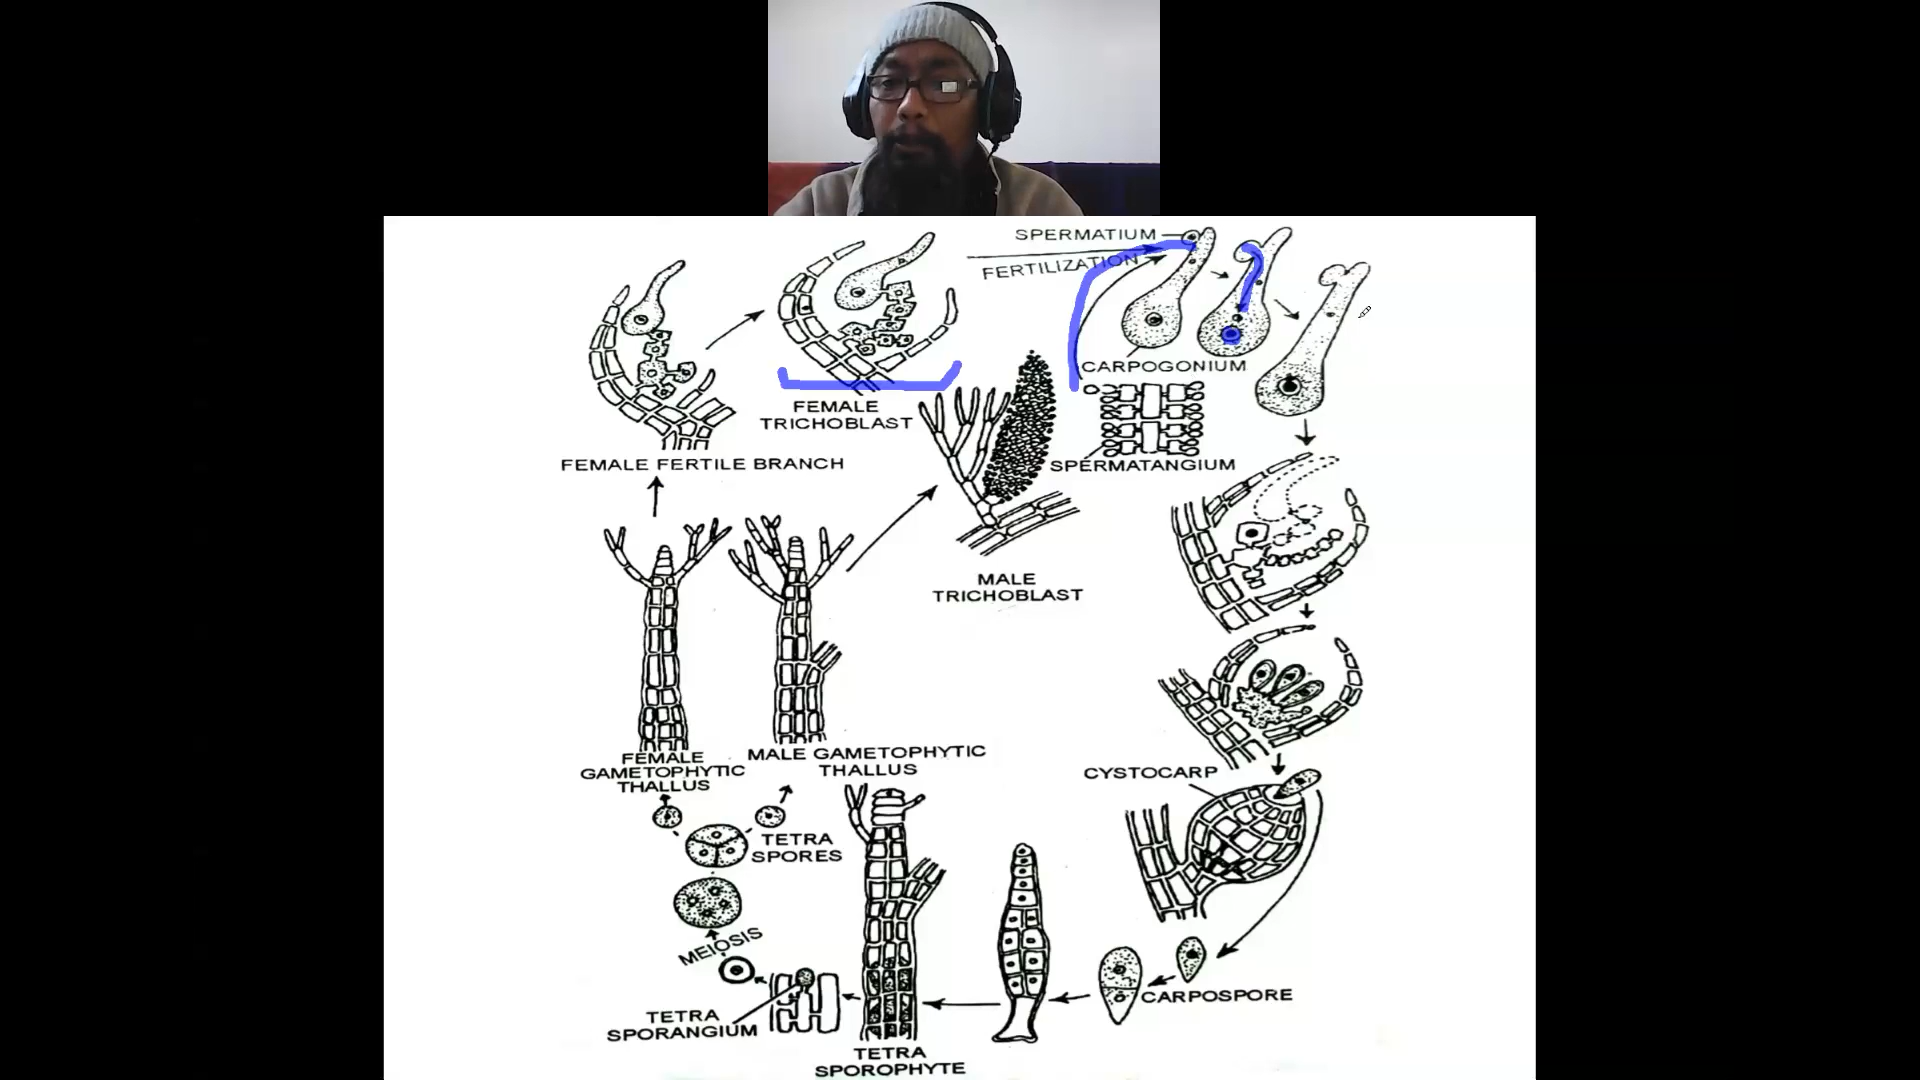 SPERMATIUM
FERTILIZATION
CARPOGONIUM
FEMALE
TRICHOBLAST
FEMALE FERTILE BRANCH
SPERMATANGIUM
MALE
TRICHOBLAST
FEMALE
GAMETOPHYTIC
THALLUS
MALE GAMETOPHYTIC
THALLUS
CYSTOCARP
TETRA
SPORES
MEIOSIS
CARPOSPORE
TETRA
SPORANGIUM
TETRA
SPOROPHYTE